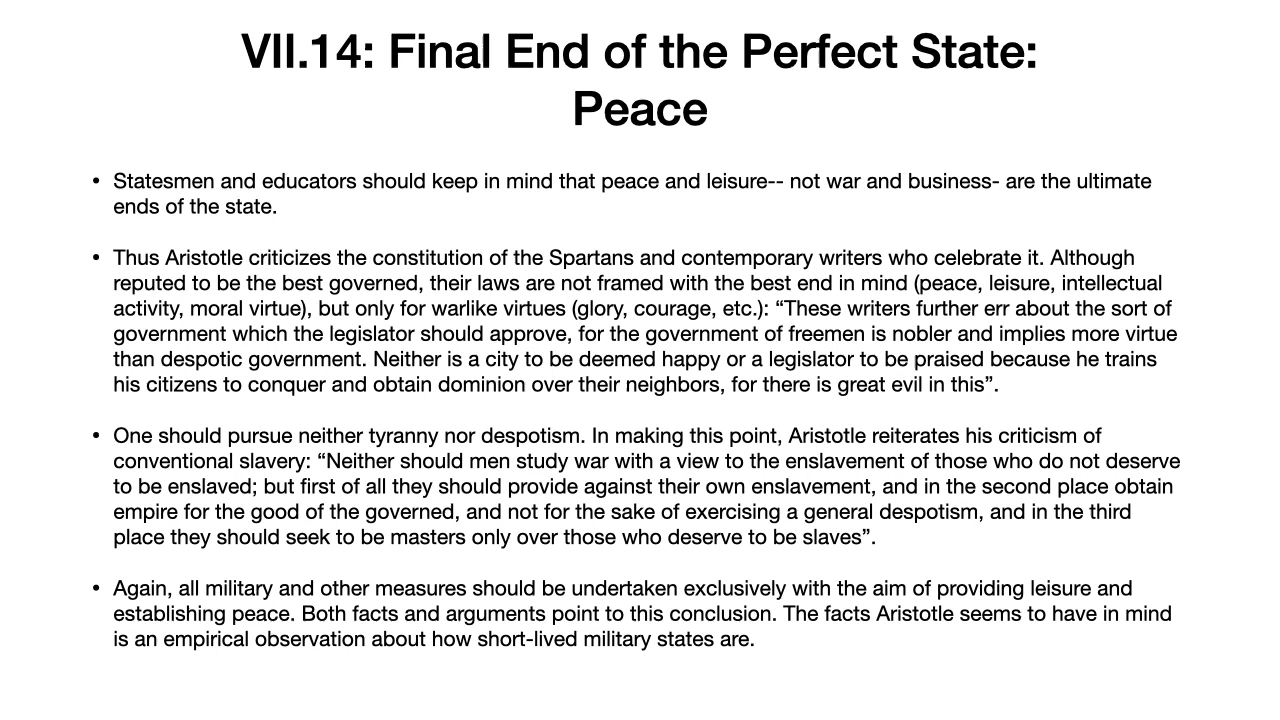 VII.14: Final End of the Perfect State:
Peace
• Statesmen and educators should keep in mind that peace and leisure-- not war and business- are the ultimate
ends of the state.
• Thus Aristotle criticizes the constitution of the Spartans and contemporary writers who celebrate it. Although
reputed to be the best governed, their laws are not framed with the best end in mind (peace, leisure, intellectual
activity, moral virtue), but only for warlike virtues (glory, courage, etc.): “These writers further err about the sort of
government which the legislator should approve, for the government of freemen is nobler and implies more virtue
than despotic government. Neither is a city to be deemed happy or a legislator to be praised because he trains
his citizens to conquer and obtain dominion over their neighbors, for there is great evil in this”.
• One should pursue neither tyranny nor despotism. In making this point, Aristotle reiterates his criticism of
conventional slavery: “Neither should men study war with a view to the enslavement of those who do not deserve
to be enslaved; but first of all they should provide against their own enslavement, and in the second place obtain
empire for the good of the governed, and not for the sake of exercising a general despotism, and in the third
place they should seek to be masters only over those who deserve to be slaves”.
• Again, all military and other measures should be undertaken exclusively with the aim of providing leisure and
establishing peace. Both facts and arguments point to this conclusion. The facts Aristotle seems to have in mind
is an empirical observation about how short-lived military states are.